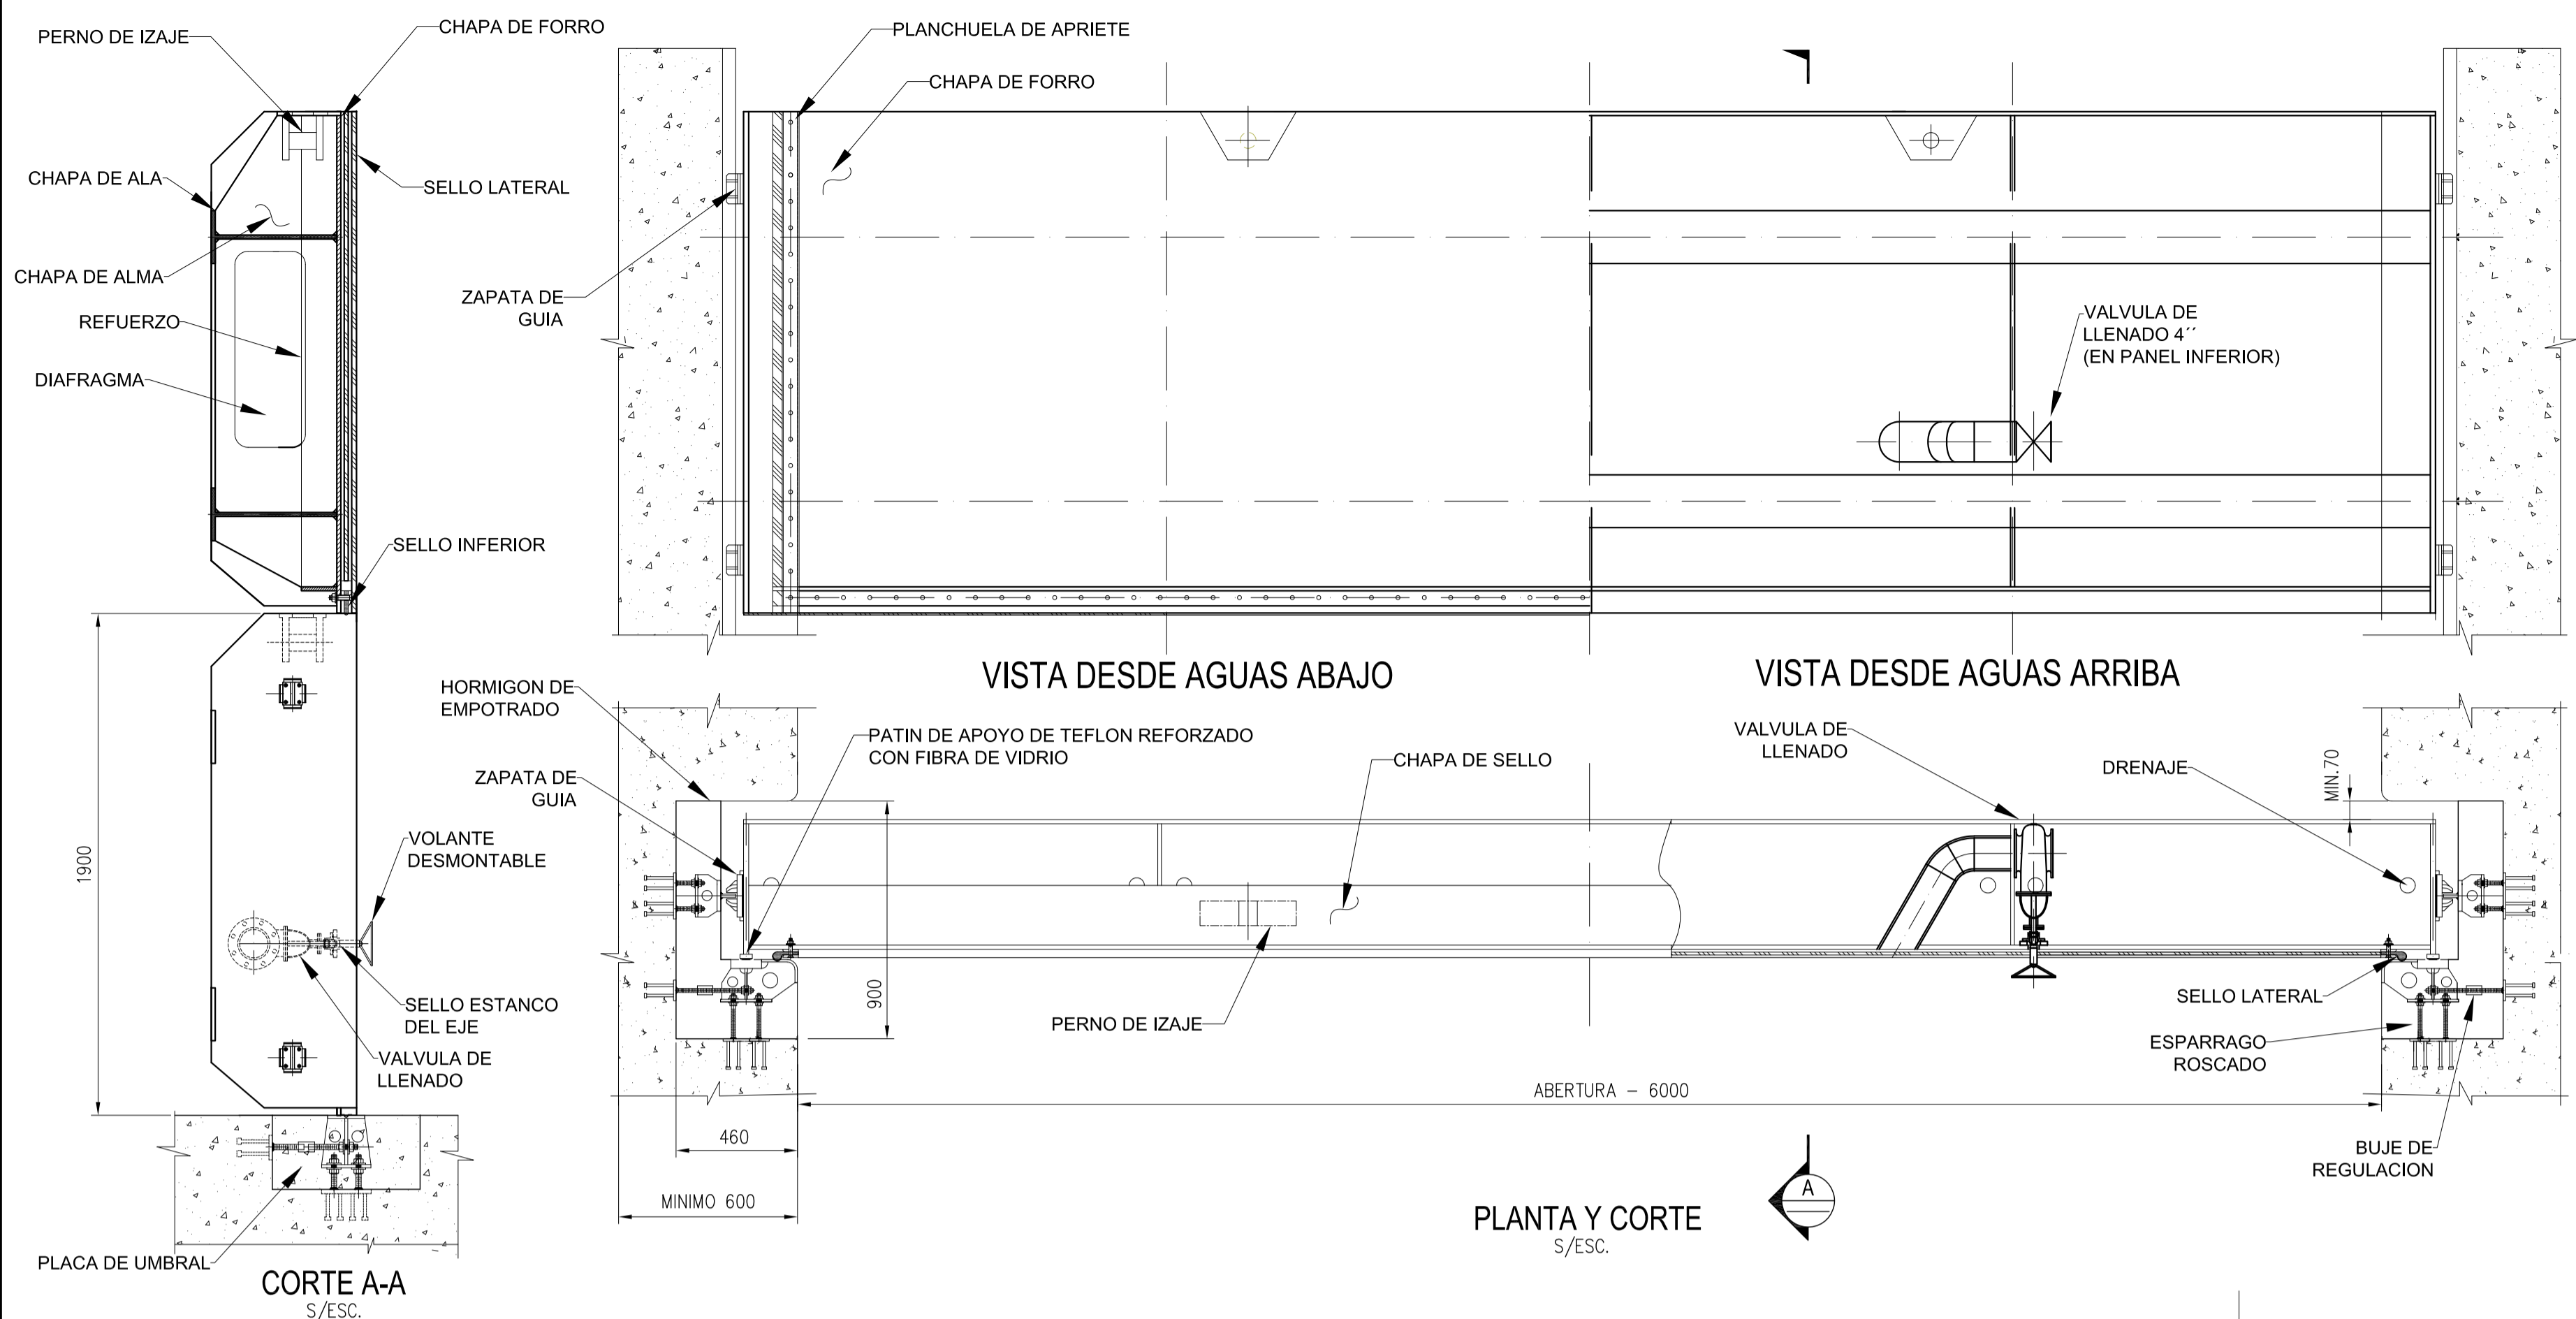 PERNO DE IZAJE
CHAPA DE FORRO
CHAPA DE ALA
SELLO LATERAL
CHAPA DE ALMA
REFUERZO
DIAFRAGMA
SELLO INFERIOR
1900
VOLANTE
DESMONTABLE
SELLO ESTANCO
DEL EJE
VALVULA DE
LLENADO
PLACA DE UMBRAL
CORTE A-A
S/ESC.
PLANCHUELA DE APRIETE
CHAPA DE FORRO
ZAPATA DE
GUIA
VALVULA DE
LLENADO 4´´
(EN PANEL INFERIOR)
VISTA DESDE AGUAS ABAJO
VISTA DESDE AGUAS ARRIBA
HORMIGON DE
EMPOTRADO
PATIN DE APOYO DE TEFLON REFORZADO
CON FIBRA DE VIDRIO
ZAPATA DE
GUIA
CHAPA DE SELLO
VALVULA DE
LLENADO
DRENAJE
MIN.70
900
PERNO DE IZAJE
SELLO LATERAL
ESPARRAGO
ROSCADO
ABERTURA - 6000
460
MINIMO 600
BUJE DE
REGULACION
A
PLANTA Y CORTE
S/ESC.